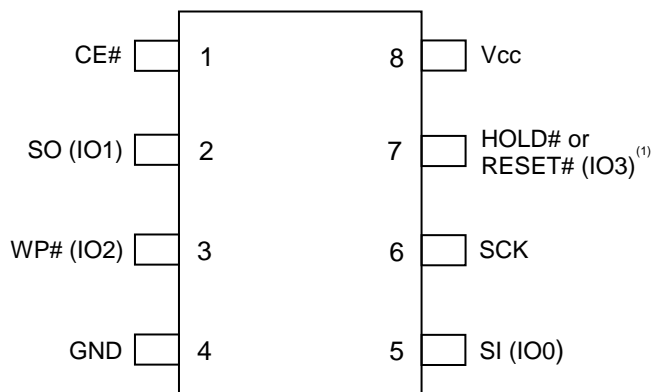 CE# 1 8 Vcc
SO (IO1) 2 7 HOLD# or
RESET# (IO3)(1)
WP# (IO2) 3 6 SCK
GND 4 5 SI (IO0)